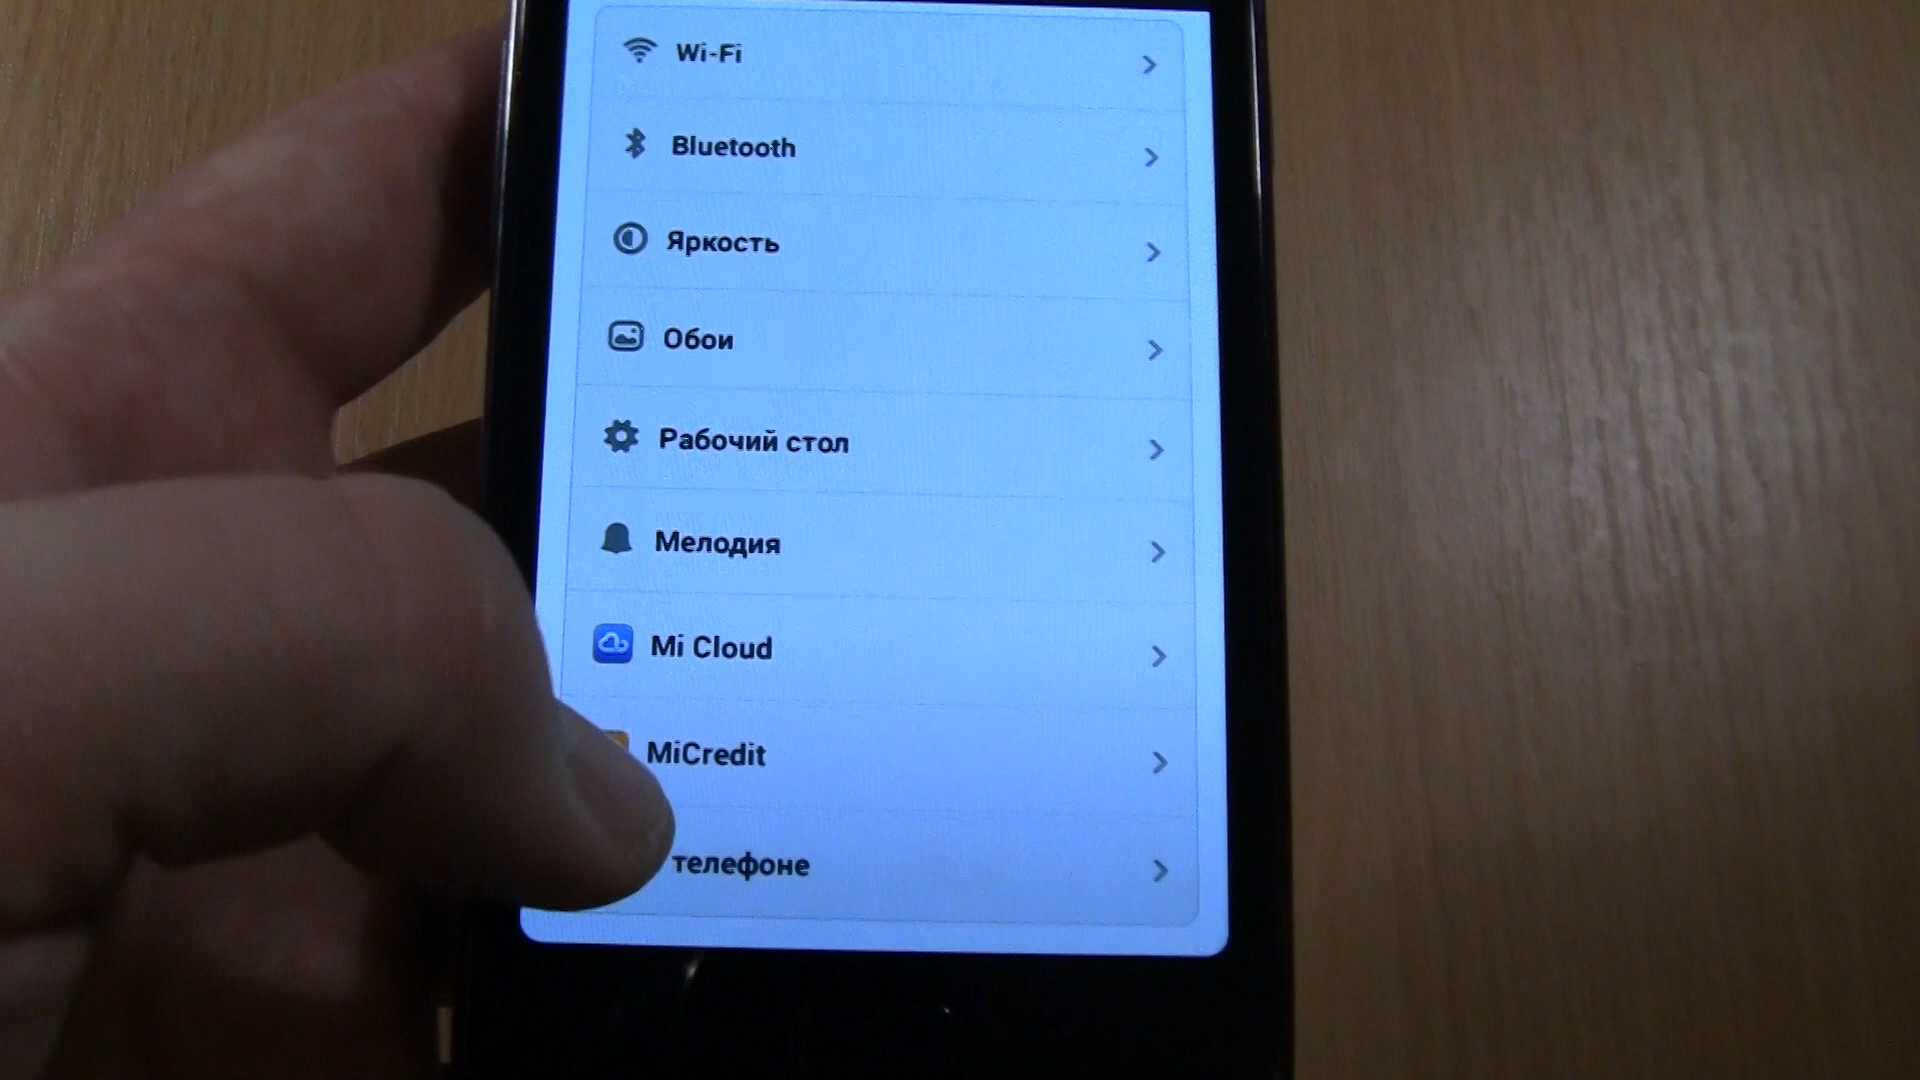 Wi-Fi
Bluetooth
Яркость
Обои
Рабочий стол
Мелодия
Mi Cloud
MiCredit
телефоне